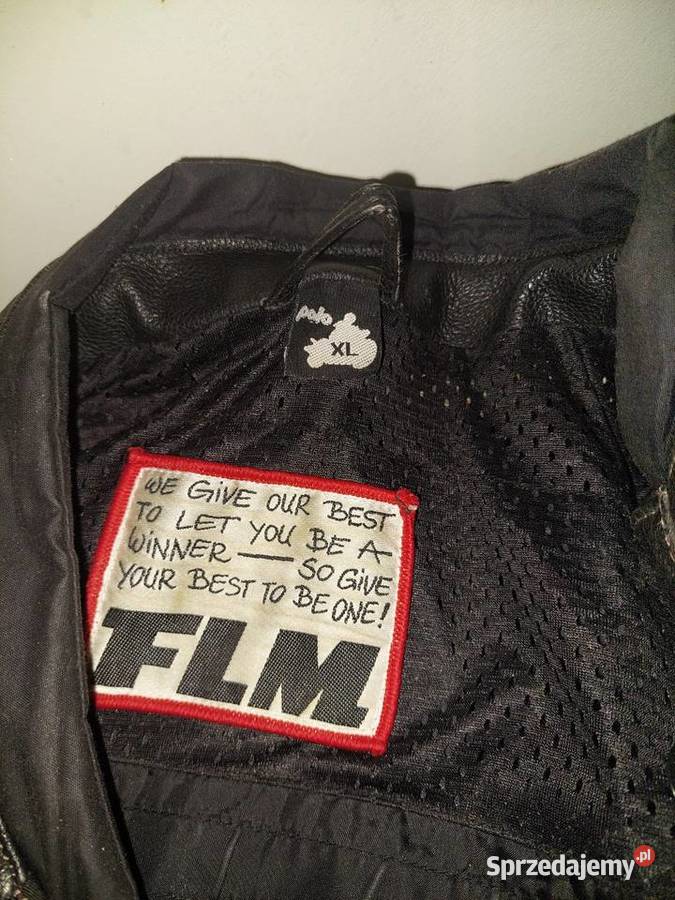 polo
XL
WE GIVE OUR BEST
TO LET YOU BE A
WINNER — SO GIVE
YOUR BEST TO BE ONE!
FLM
Sprzedajemy.pl